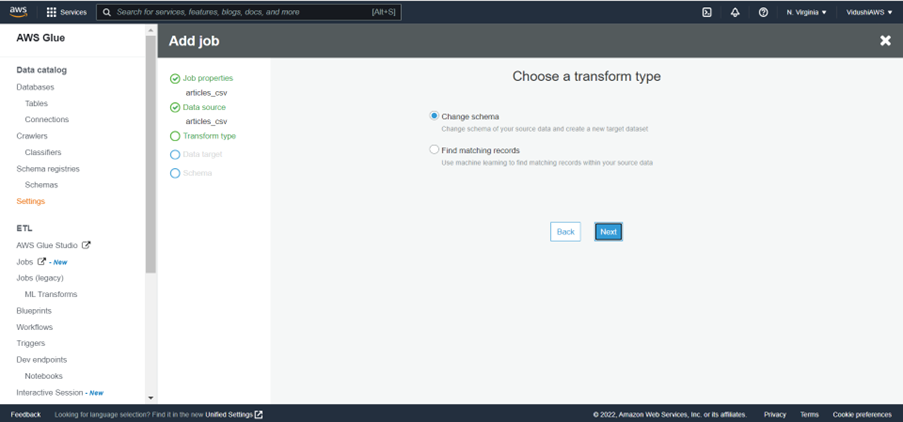 aws
Services
Search for services, features, blogs, docs, and more
[Alt+S]
N. Virginia ▼
VidushiAWS ▼
AWS Glue
Data catalog
Databases
Tables
Connections
Crawlers
Classifiers
Schema registries
Schemas
Settings
ETL
AWS Glue Studio
Jobs - New
Jobs (legacy)
ML Transforms
Blueprints
Workflows
Triggers
Dev endpoints
Notebooks
Interactive Session - New
Add job
Job properties
articles_csv
Data source
articles_csv
Transform type
Data target
Schema
Choose a transform type
Change schema
Change schema of your source data and create a new target dataset
Find matching records
Use machine learning to find matching records within your source data
Back
Next
Feedback
Looking for language selection? Find it in the new Unified Settings
© 2022, Amazon Web Services, Inc. or its affiliates.
Privacy
Terms
Cookie preferences